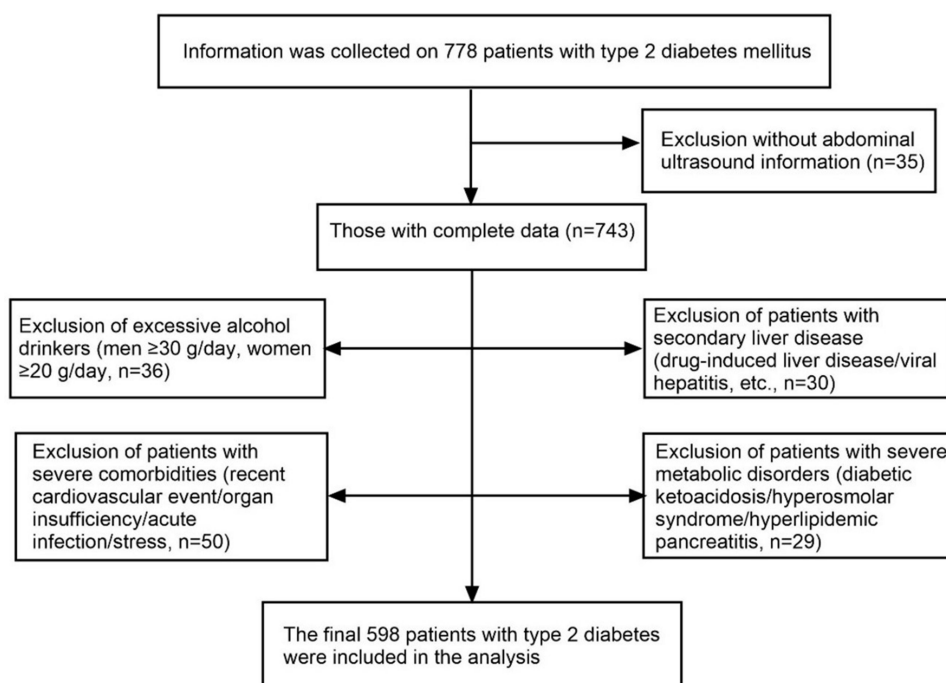 Information was collected on 778 patients with type 2 diabetes mellitus
Exclusion without abdominal
ultrasound information (n=35)
Those with complete data (n=743)
Exclusion of excessive alcohol
drinkers (men ≥30 g/day, women
≥20 g/day, n=36)
Exclusion of patients with
secondary liver disease
(drug-induced liver disease/viral
hepatitis, etc., n=30)
Exclusion of patients with
severe comorbidities (recent
cardiovascular event/organ
insufficiency/acute
infection/stress, n=50)
Exclusion of patients with severe
metabolic disorders (diabetic
ketoacidosis/hyperosmolar
syndrome/hyperlipidemic
pancreatitis, n=29)
The final 598 patients with type 2 diabetes
were included in the analysis